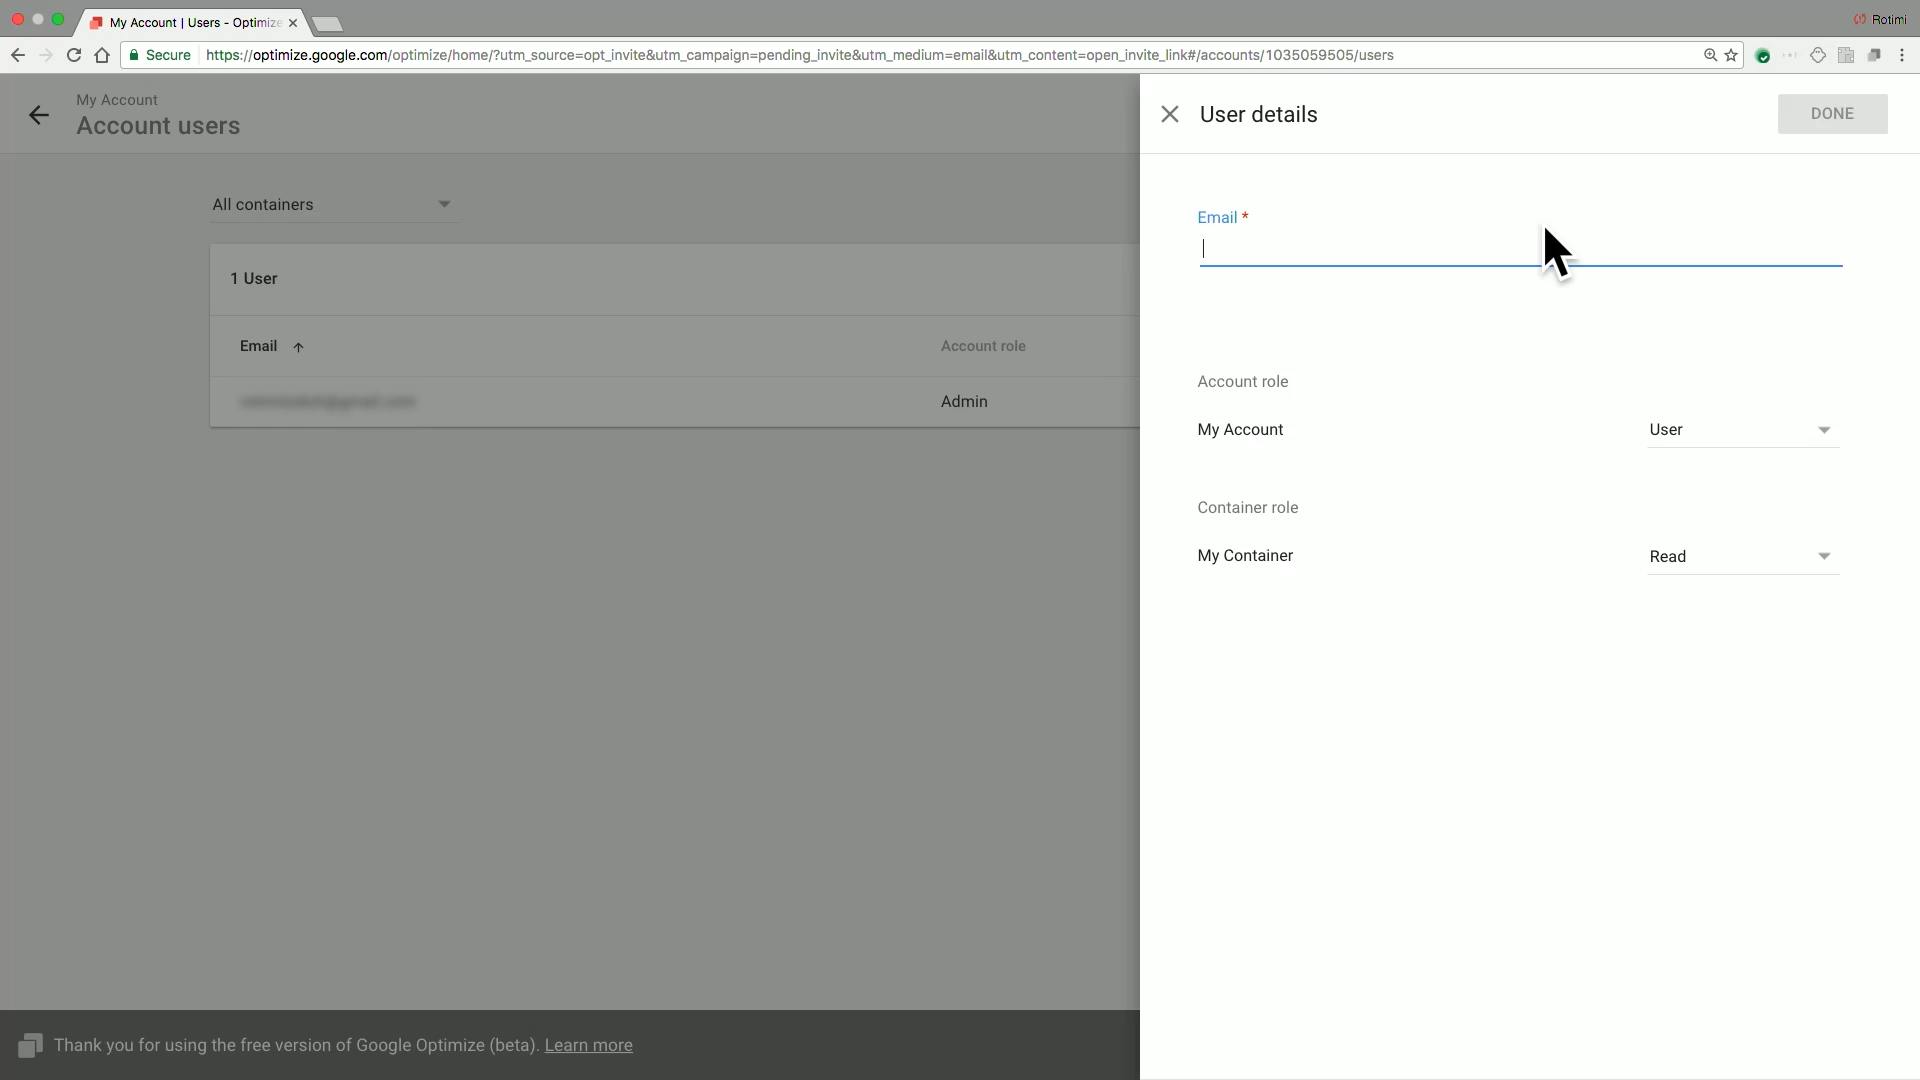 My Account | Users - Optimize
Rotimi
Secure
https://optimize.google.com/optimize/home/?utm_source=opt_invite&utm_campaign=pending_invite&utm_medium=email&utm_content=open_invite_link#/accounts/1035059505/users
My Account
Account users
All containers
1 User
Email
Account role
Admin
User details
DONE
Email *
Account role
My Account
User
Container role
My Container
Read
Thank you for using the free version of Google Optimize (beta). Learn more